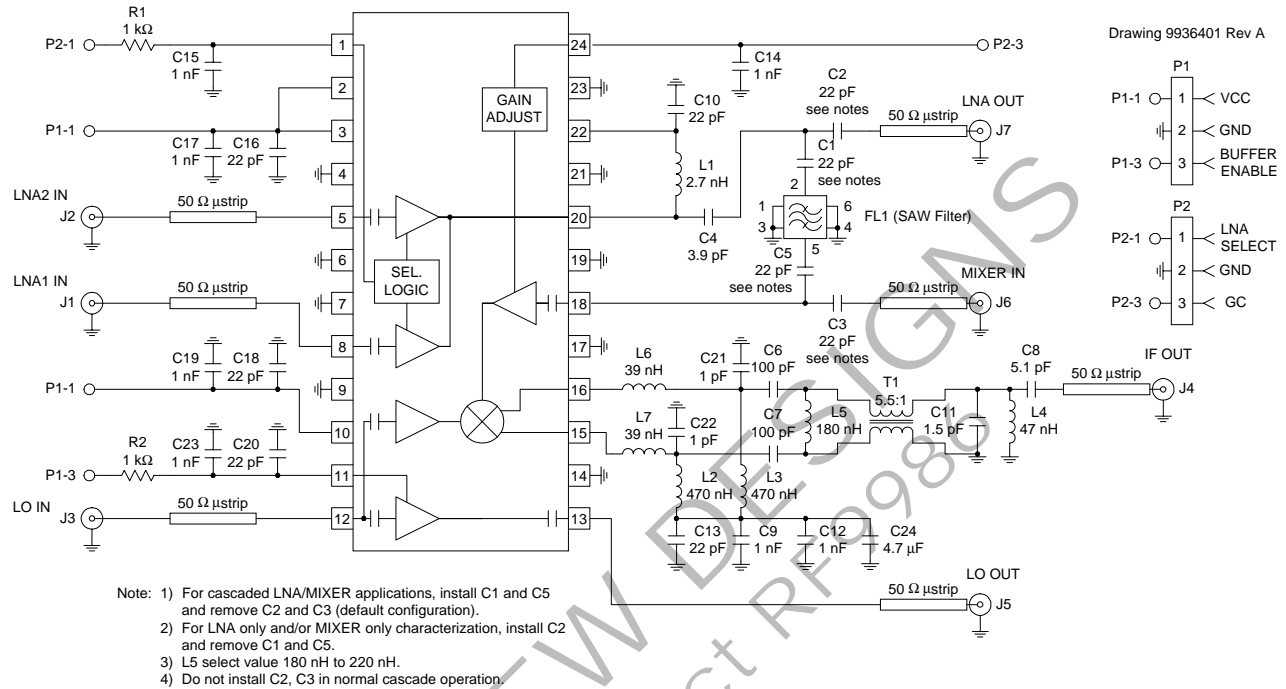 Drawing 9936401 Rev A
R1
1 kΩ
P2-1
C15
1 nF
1
2
P1-1
3
C17
1 nF
C16
22 pF
4
LNA2 IN
J2
50 Ω µstrip
5
6
LNA1 IN
J1
50 Ω µstrip
7
8
C19
1 nF
C18
22 pF
P1-1
9
10
R2
1 kΩ
C23
1 nF
C20
22 pF
P1-3
11
LO IN
J3
50 Ω µstrip
12
GAIN
ADJUST
SEL.
LOGIC
24
23
22
21
20
19
18
17
16
15
14
13
C14
1 nF
P2-3
C10
22 pF
L1
2.7 nH
C4
3.9 pF
C2
22 pF
see notes
50 Ω µstrip
LNA OUT
J7
C1
22 pF
see notes
2
1
3
6
4
5
FL1 (SAW Filter)
C5
22 pF
see notes
C3
22 pF
see notes
50 Ω µstrip
MIXER IN
J6
L6
39 nH
L7
39 nH
C21
1 pF
C22
1 pF
C6
100 pF
C7
100 pF
L5
180 nH
T1
5.5:1
C11
1.5 pF
L4
47 nH
C8
5.1 pF
50 Ω µstrip
IF OUT
J4
L2
470 nH
L3
470 nH
C13
22 pF
C9
1 nF
C12
1 nF
C24
4.7 µF
50 Ω µstrip
LO OUT
J5
P1
P1-1
1
VCC
2
GND
P1-3
3
BUFFER
ENABLE
P2
P2-1
1
LNA
SELECT
2
GND
P2-3
3
GC
Note: 1) For cascaded LNA/MIXER applications, install C1 and C5
and remove C2 and C3 (default configuration).
2) For LNA only and/or MIXER only characterization, install C2
and remove C1 and C5.
3) L5 select value 180 nH to 220 nH.
4) Do not install C2, C3 in normal cascade operation.
EW DESIGNS
ct RF9986